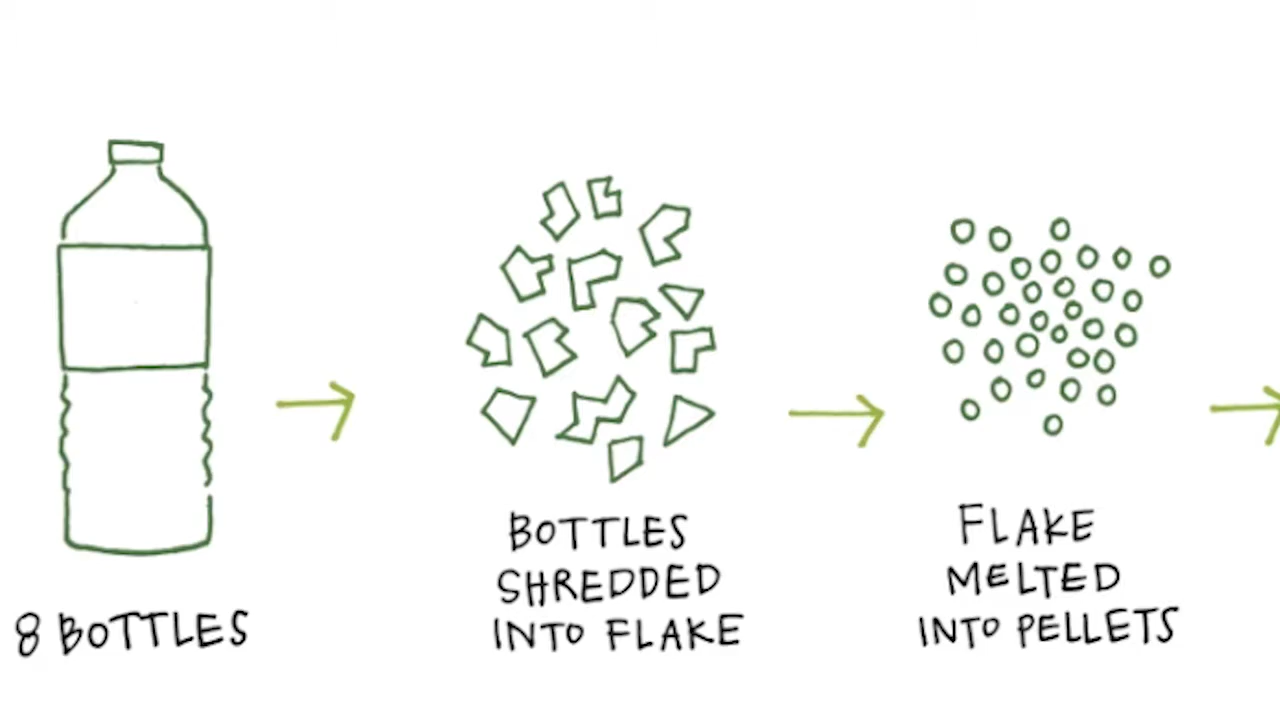 8 BOTTLES
BOTTLES
SHREDDED
INTO FLAKE
FLAKE
MELTED
INTO PELLETS